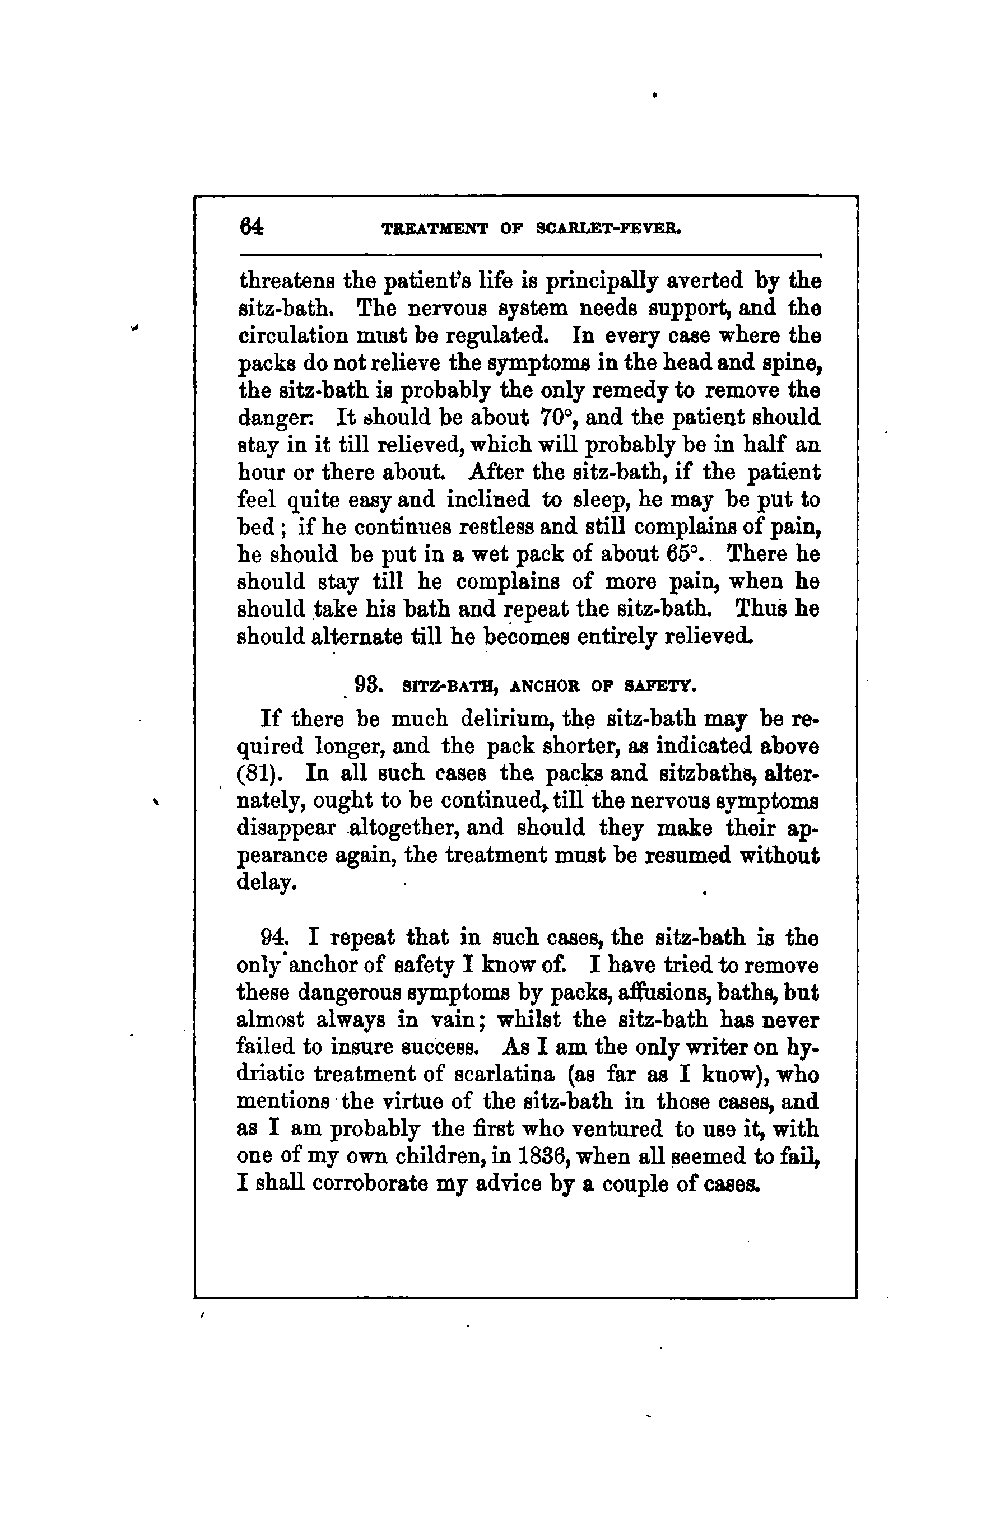 64 TREATMENT OF SCARLET-FEVER.
threatens the patient's life is principally averted by the
sitz-bath. The nervous system needs support, and the
circulation must be regulated. In every case where the
packs do not relieve the symptoms in the head and spine,
the sitz-bath is probably the only remedy to remove the
danger. It should be about 70°, and the patient should
stay in it till relieved, which will probably be in half an
hour or there about. After the sitz-bath, if the patient
feel quite easy and inclined to sleep, he may be put to
bed ; if he continues restless and still complains of pain,
he should be put in a wet pack of about 65°. There he
should stay till he complains of more pain, when he
should take his bath and repeat the sitz-bath. Thus he
should alternate till he becomes entirely relieved.
93. SITZ-BATH, ANCHOR OF SAFETY.
If there be much delirium, the sitz-bath may be re-
quired longer, and the pack shorter, as indicated above
(81). In all such cases the packs and sitzbaths, alter-
nately, ought to be continued, till the nervous symptoms
disappear altogether, and should they make their ap-
pearance again, the treatment must be resumed without
delay.
94. I repeat that in such cases, the sitz-bath is the
only anchor of safety I know of. I have tried to remove
these dangerous symptoms by packs, affusions, baths, but
almost always in vain; whilst the sitz-bath has never
failed to insure success. As I am the only writer on hy-
driatic treatment of scarlatina (as far as I know), who
mentions the virtue of the sitz-bath in those cases, and
as I am probably the first who ventured to use it, with
one of my own children, in 1836, when all seemed to fail,
I shall corroborate my advice by a couple of cases.